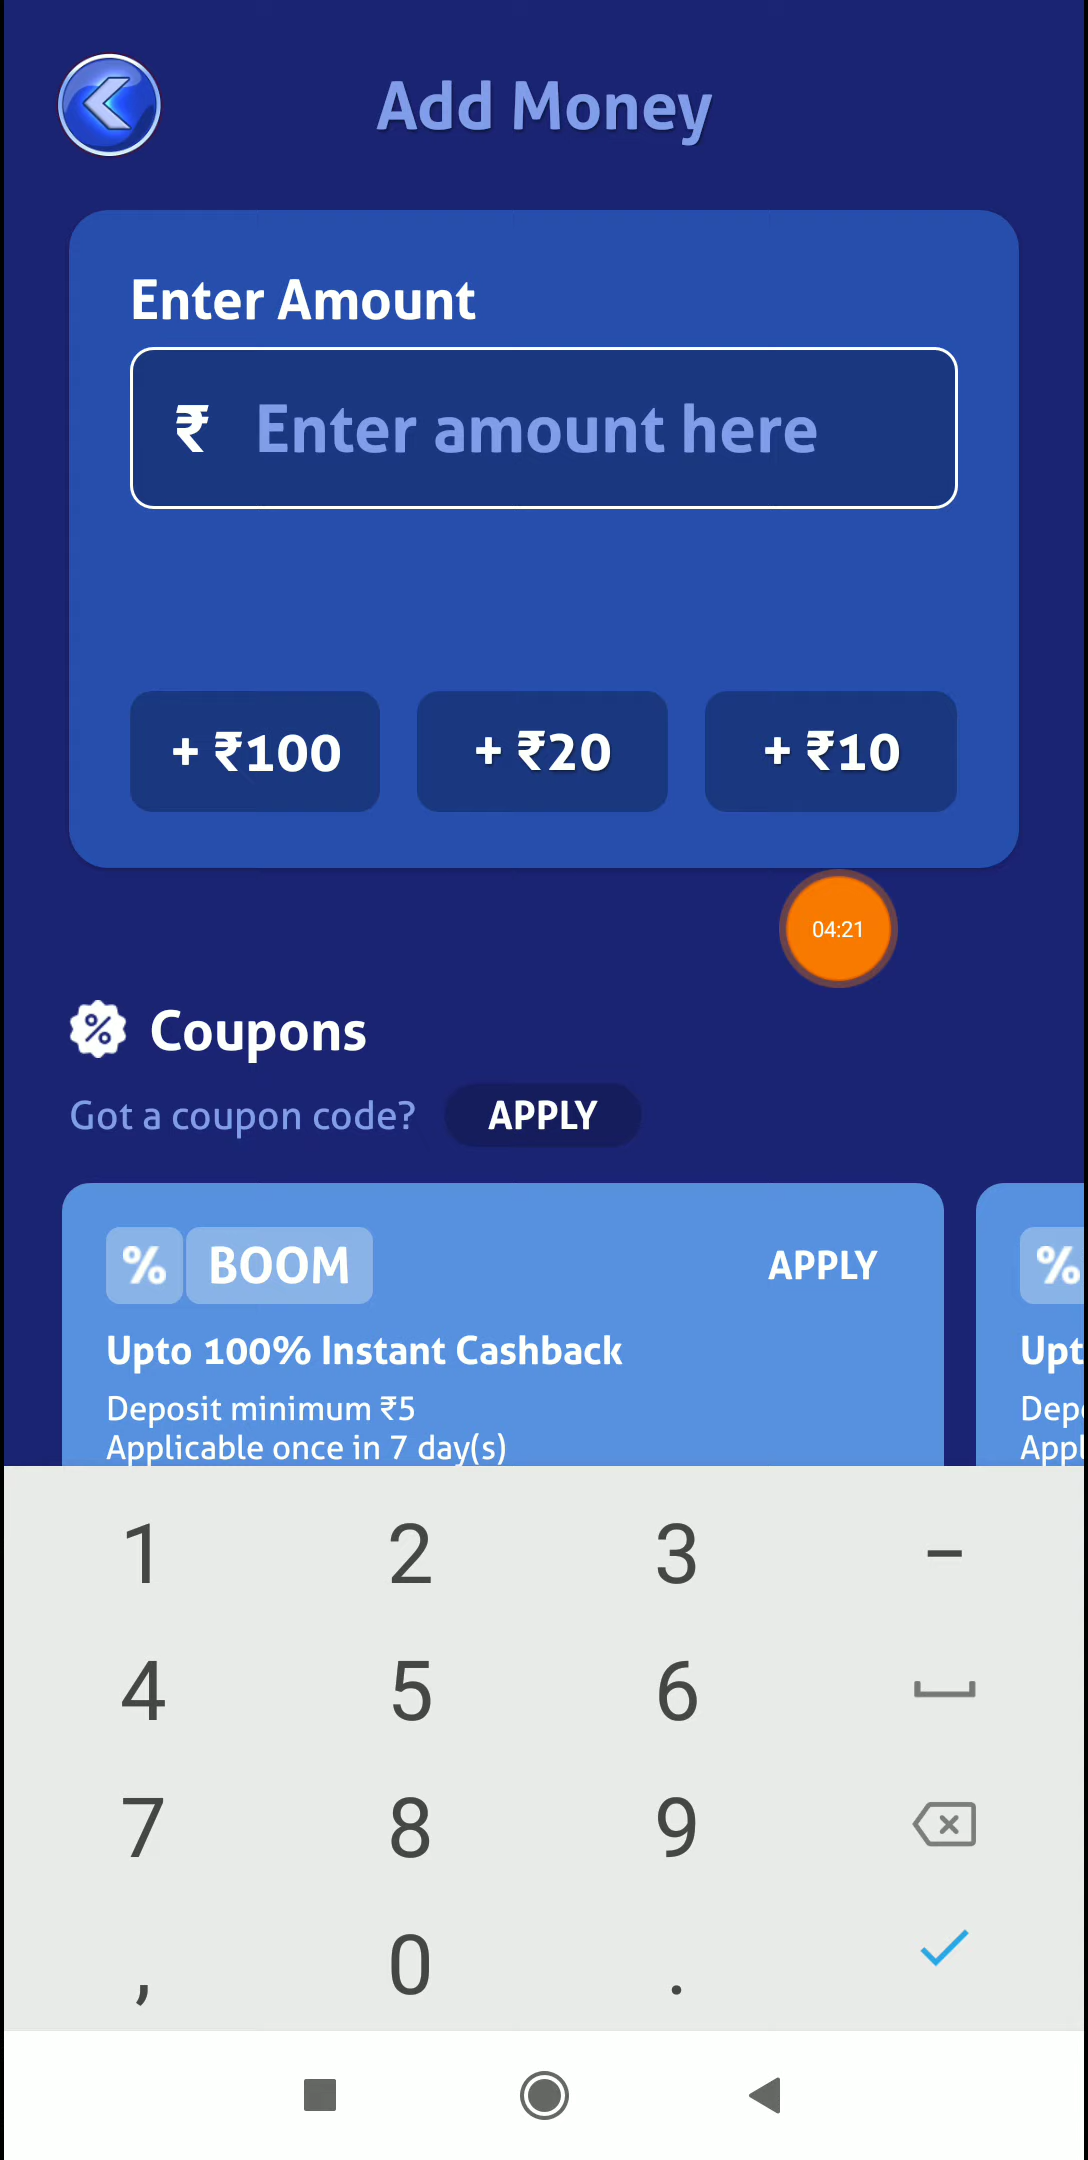 Add Money
Enter Amount
₹ Enter amount here
+ ₹100 + ₹20 + ₹10
04:21
% Coupons
Got a coupon code? APPLY
% BOOM APPLY %
Upto 100% Instant Cashback Upt
Deposit minimum ₹5 Dep
Applicable once in 7 day(s) Appl
1 2 3 –
4 5 6
7 8 9
, 0 .